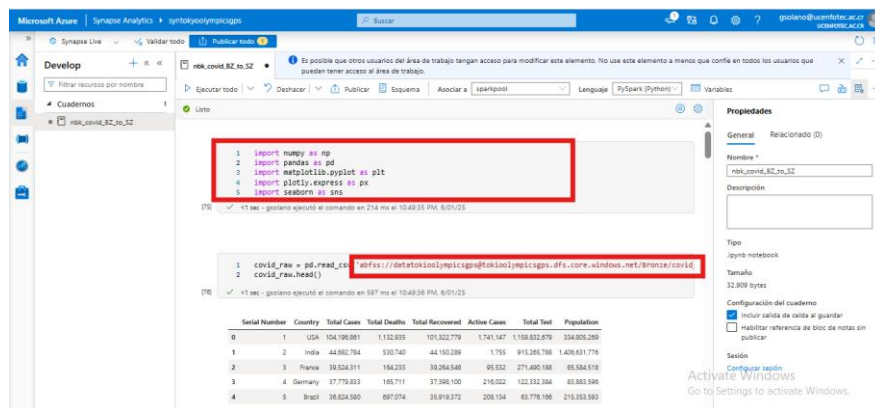 Microsoft Azure | Synapse Analytics > syntokyoolympicsgps
Buscar
gsolano@ucenfotec.ac.cr
UCENFOTEC.AC.CR
Synapse Live
Validar todo
Publicar todo 1
Develop
Filtrar recursos por nombre
Cuadernos 1
nbk_covid_BZ_to_SZ
nbk_covid_BZ_to_SZ
Es posible que otros usuarios del área de trabajo tengan acceso para modificar este elemento. No use este elemento a menos que confíe en todos los usuarios que
puedan tener acceso al área de trabajo.
Ejecutar todo
Deshacer
Publicar
Esquema
Asociar a
sparkpool
Lenguaje
PySpark (Python)
Variables
Listo
1 import numpy as np
2 import pandas as pd
3 import matplotlib.pyplot as plt
4 import plotly.express as px
5 import seaborn as sns
[75] <1 sec - gsolano ejecutó el comando en 214 ms el 10:49:35 PM, 6/01/25
1 covid_raw = pd.read_csv('abfss://datatokioolympicsgps@tokioolympicsgps.dfs.core.windows.net/Bronze/covid_
2 covid_raw.head()
[76] <1 sec - gsolano ejecutó el comando en 597 ms el 10:49:36 PM, 6/01/25
Serial Number Country Total Cases Total Deaths Total Recovered Active Cases Total Test Population
0 1 USA 104,196,861 1,132,935 101,322,779 1,741,147 1,159,832,679 334,805,269
1 2 India 44,682,784 530,740 44,150,289 1,755 915,265,788 1,406,631,776
2 3 France 39,524,311 164,233 39,264,546 95,532 271,490,188 65,584,518
3 4 Germany 37,779,833 165,711 37,398,100 216,022 122,332,384 83,883,596
4 5 Brazil 36,824,580 697,074 35,919,372 208,134 63,776,166 215,353,593
Propiedades
General Relacionado (0)
Nombre *
nbk_covid_BZ_to_SZ
Descripción
Tipo
.ipynb notebook
Tamaño
32.909 bytes
Configuración del cuaderno
Incluir salida de celda al guardar
Habilitar referencia de bloc de notas sin
publicar
Sesión
Configurar sesión
Activate Windows
Go to Settings to activate Windows.